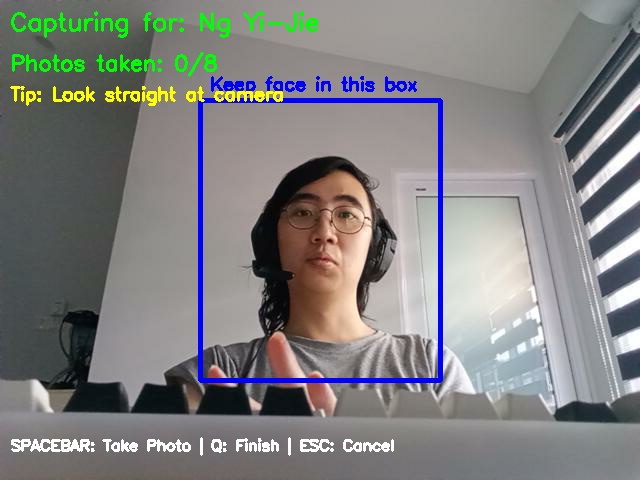 Capturing for: Ng Yi-Jie
Photos taken: 0/8
Keep face in this box
Tip: Look straight at camera
SPACEBAR: Take Photo | Q: Finish | ESC: Cancel